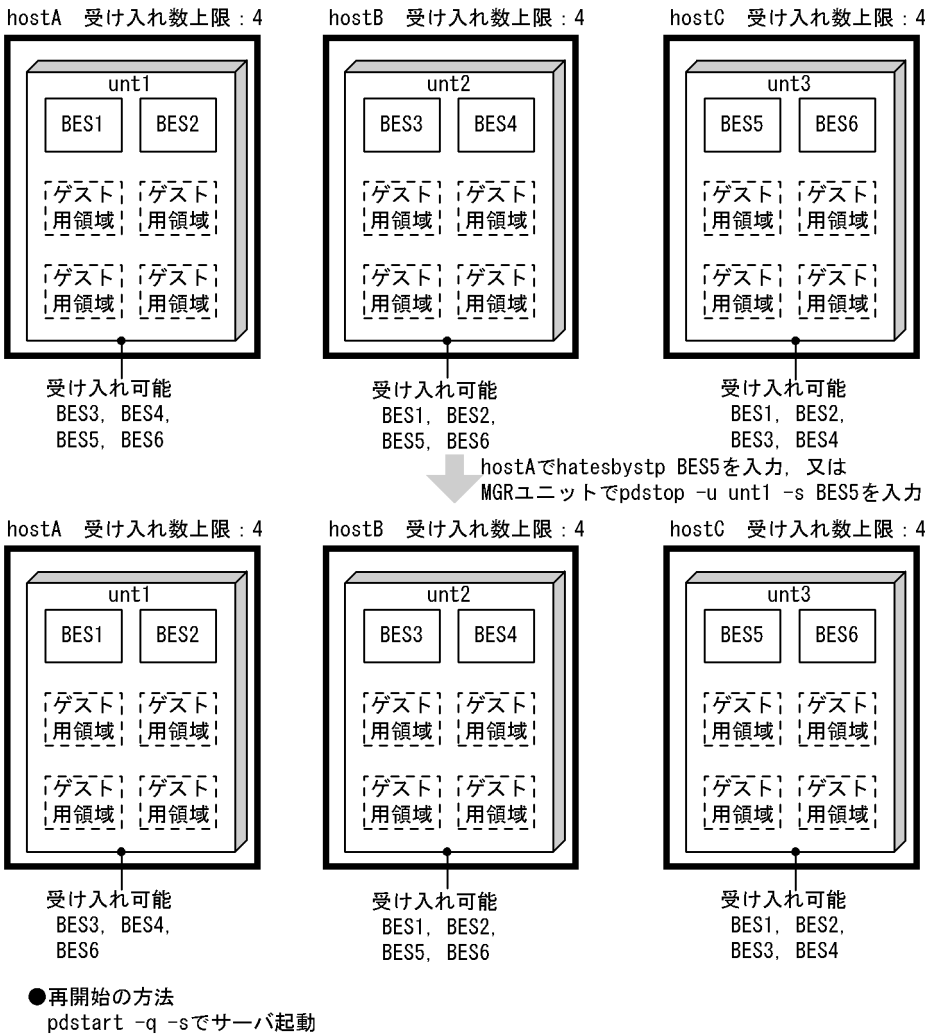 hostA 受け入れ数上限：4
hostB 受け入れ数上限：4
hostC 受け入れ数上限：4
unt1
BES1
BES2
ゲスト
用領域
ゲスト
用領域
ゲスト
用領域
ゲスト
用領域
受け入れ可能
BES3, BES4,
BES5, BES6
unt2
BES3
BES4
ゲスト
用領域
ゲスト
用領域
ゲスト
用領域
ゲスト
用領域
受け入れ可能
BES1, BES2,
BES5, BES6
unt3
BES5
BES6
ゲスト
用領域
ゲスト
用領域
ゲスト
用領域
ゲスト
用領域
受け入れ可能
BES1, BES2,
BES3, BES4
hostAでhatesbystp BES5を入力, 又は
MGRユニットでpdstop -u unt1 -s BES5を入力
hostA 受け入れ数上限：4
hostB 受け入れ数上限：4
hostC 受け入れ数上限：4
unt1
BES1
BES2
ゲスト
用領域
ゲスト
用領域
ゲスト
用領域
ゲスト
用領域
受け入れ可能
BES3, BES4,
BES6
unt2
BES3
BES4
ゲスト
用領域
ゲスト
用領域
ゲスト
用領域
ゲスト
用領域
受け入れ可能
BES1, BES2,
BES5, BES6
unt3
BES5
BES6
ゲスト
用領域
ゲスト
用領域
ゲスト
用領域
ゲスト
用領域
受け入れ可能
BES1, BES2,
BES3, BES4
●再開始の方法
pdstart -q -sでサーバ起動